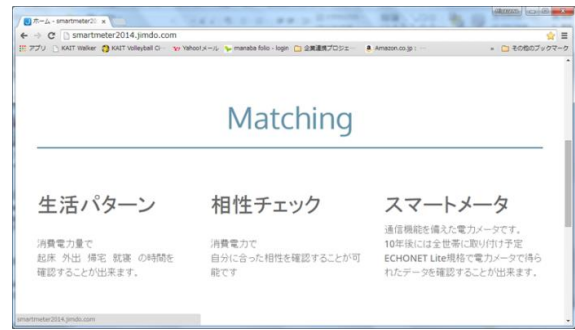 ホーム - smartmeter20
smartmeter2014.jimdo.com
アプリ KAIT Walker KAIT Volleyball Cl… Yahoo!メール manaba folio - login 企業連携プロジェ… Amazon.co.jp : … » その他のブックマーク
Matching
生活パターン
消費電力量で
起床 外出 帰宅 就寝 の時間を
確認することが出来ます。
相性チェック
消費電力で
自分に合った相性を確認することが可
能です
スマートメータ
通信機能を備えた電力メータです。
10年後には全世帯に取り付け予定
ECHONET Lite規格で電力メータで得ら
れたデータを確認することが出来ます。
smartmeter2014.jimdo.com